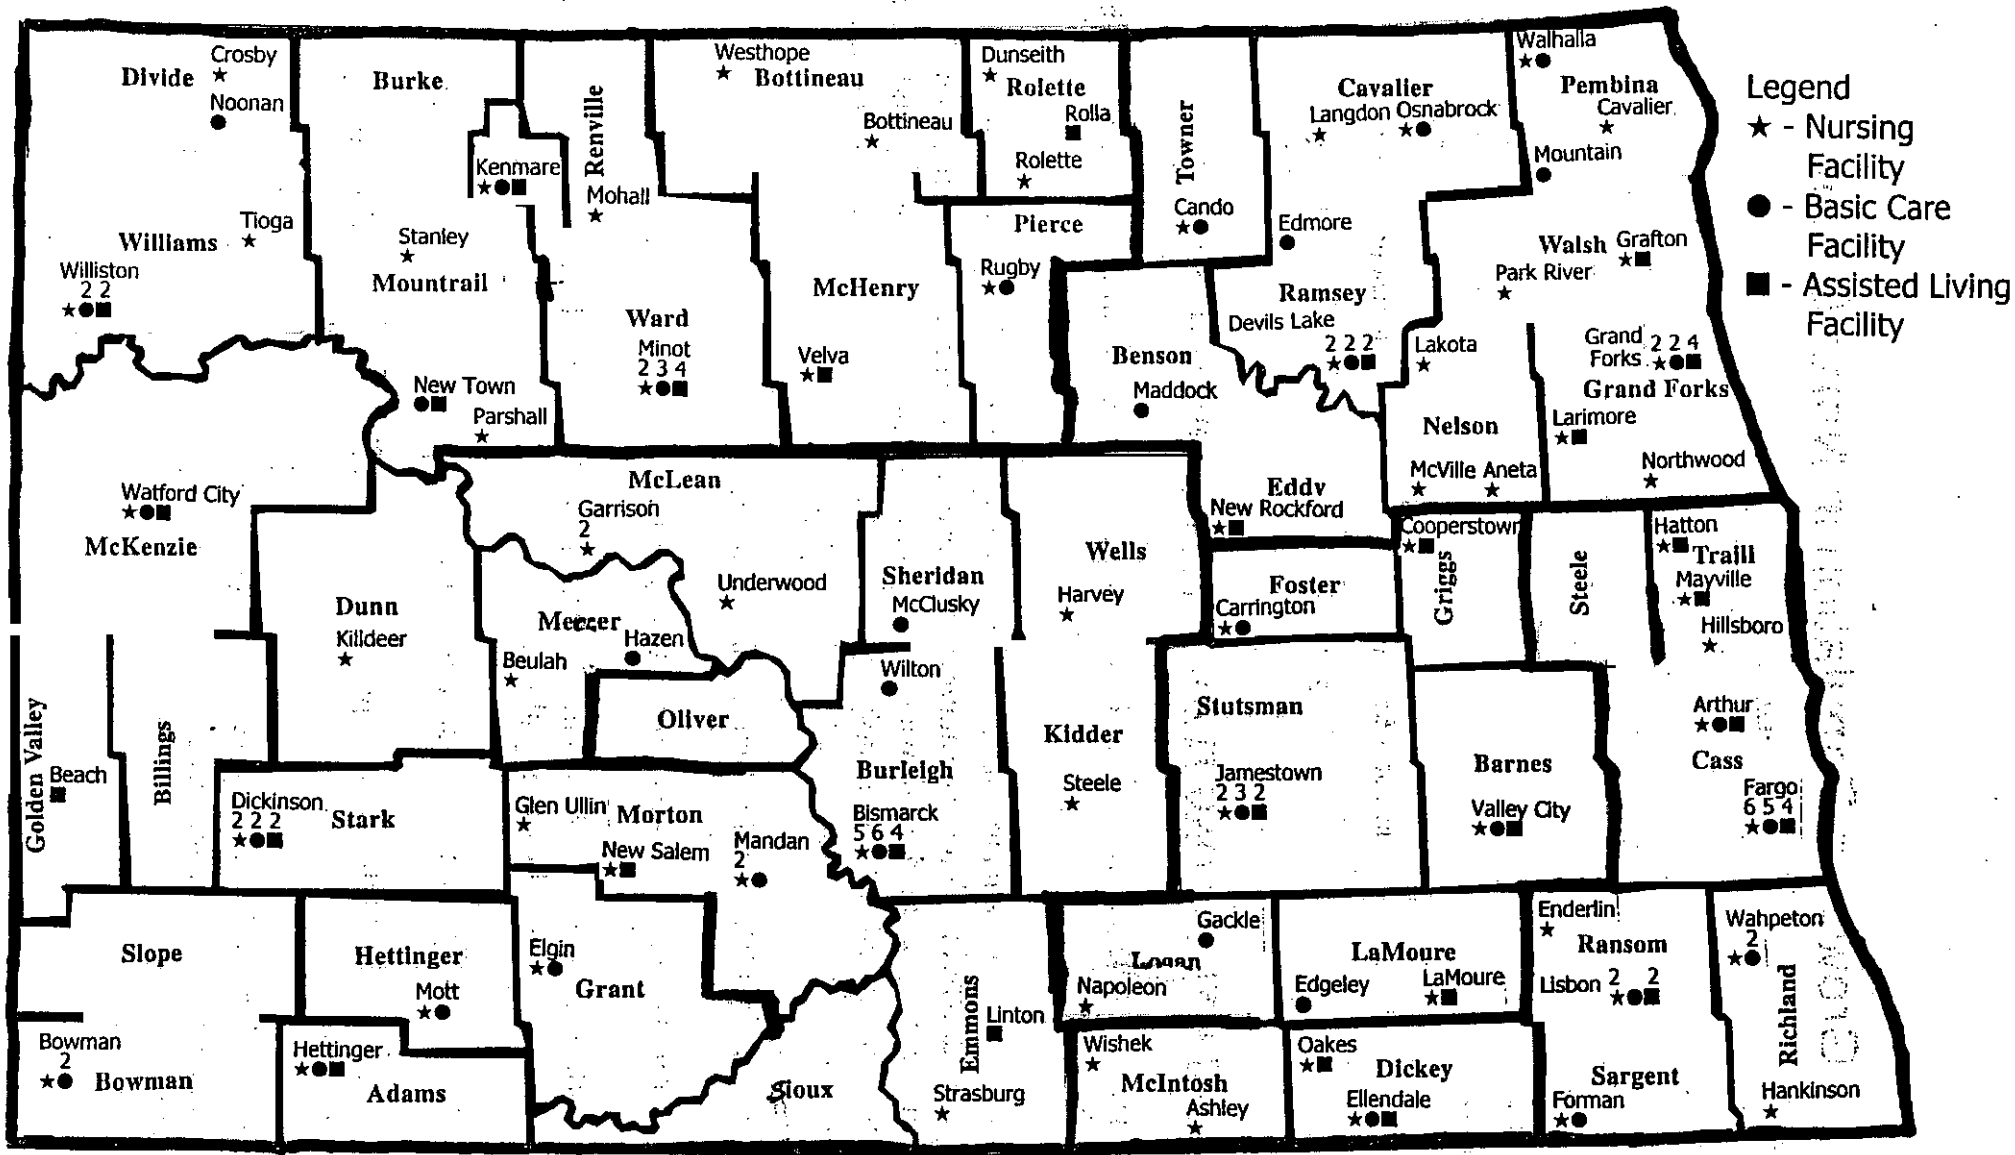 Crosby
Divide
Noonan
Burke
Renville
Westhope
Bottineau
Bottineau
Dunseith
Rolette
Rolla
Rolette
Towner
Cando
Cavalier
Langdon Osnabrock
Walhalla
Pembina
Cavalier
Mountain
Legend
★ - Nursing
Facility
● - Basic Care
Facility
■ - Assisted Living
Facility
Kenmare
Mohall
Tioga
Williams
Williston
2 2
Stanley
Mountrail
Ward
Minot
2 3 4
McHenry
Velva
Pierce
Rugby
Edmore
Ramsey
Devils Lake
2 2 2
Benson
Maddock
Walsh Grafton
Park River
Lakota
Grand 2 2 4
Forks
Grand Forks
Larimore
Nelson
McVille Aneta
Northwood
New Town
Parshall
Watford City
McKenzie
McLean
Garrison
2
Underwood
Sheridan
McClusky
Wells
Harvey
Eddy
New Rockford
Foster
Carrington
Cooperstown
Griggs
Steele
Hatton
Traill
Mayville
Hillsboro
Dunn
Killdeer
Mercer
Hazen
Beulah
Oliver
Wilton
Burleigh
Bismarck
5 6 4
Kidder
Steele
Stutsman
Jamestown
2 3 2
Barnes
Valley City
Arthur
Cass
Fargo
6 5 4
Golden Valley
Beach
Billings
Dickinson
2 2 2
Stark
Glen Ullin
Morton
New Salem
Mandan
2
Slope
Bowman
2
Bowman
Hettinger
Mott
Hettinger
Adams
Elgin
Grant
Sioux
Emmons
Linton
Strasburg
Gackle
Logan
Napoleon
Wishek
McIntosh
Ashley
LaMoure
Edgeley
LaMoure
Oakes
Dickey
Ellendale
Enderlin
Ransom
Lisbon 2 2
Sargent
Forman
Wahpeton
2
Richland
Hankinson